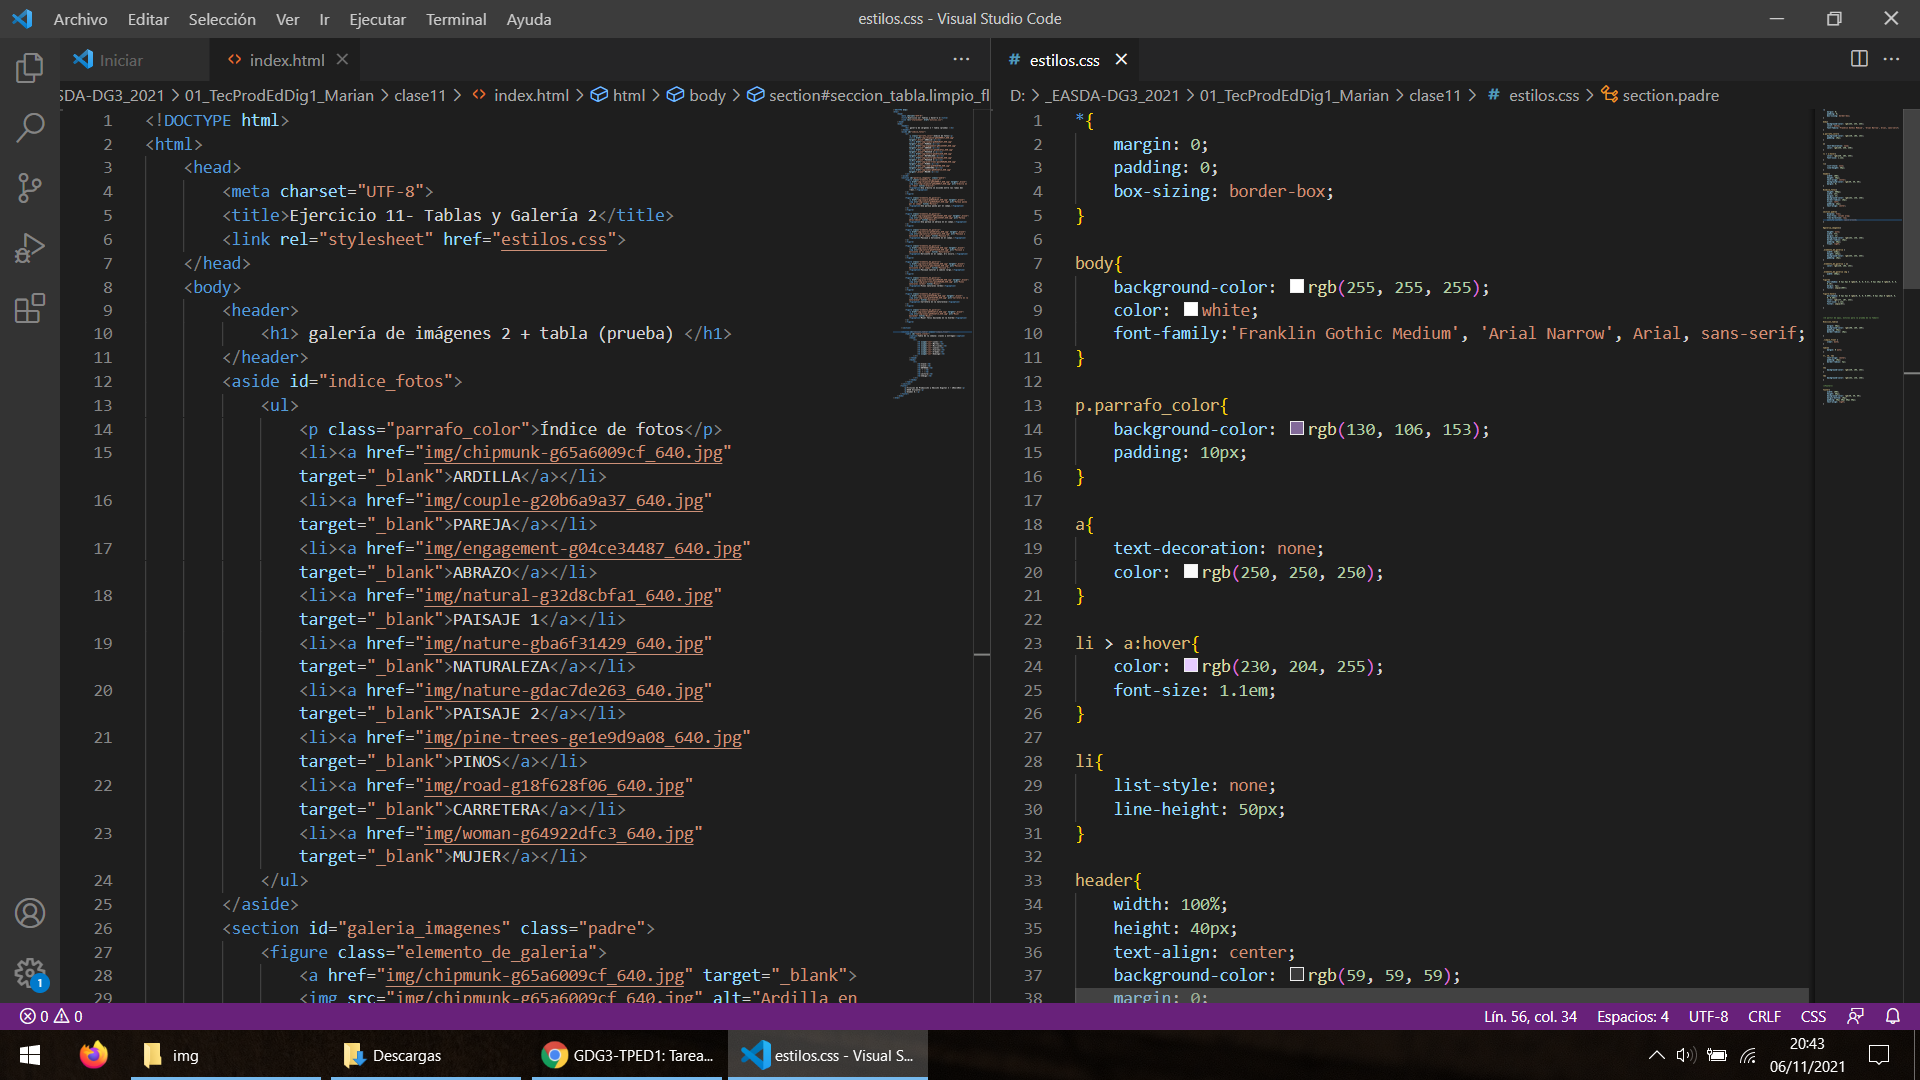 Archivo Editar Selección Ver Ir Ejecutar Terminal Ayuda
estilos.css - Visual Studio Code
Iniciar
index.html
SDA-DG3_2021 > 01_TecProdEdDig1_Marian > clase11 > index.html > html > body > section#seccion_tabla.limpio_fl
1 <!DOCTYPE html>
2 <html>
3 <head>
4 <meta charset="UTF-8">
5 <title>Ejercicio 11- Tablas y Galería 2</title>
6 <link rel="stylesheet" href="estilos.css">
7 </head>
8 <body>
9 <header>
10 <h1> galería de imágenes 2 + tabla (prueba) </h1>
11 </header>
12 <aside id="indice_fotos">
13 <ul>
14 <p class="parrafo_color">Índice de fotos</p>
15 <li><a href="img/chipmunk-g65a6009cf_640.jpg"
target="_blank">ARDILLA</a></li>
16 <li><a href="img/couple-g20b6a9a37_640.jpg"
target="_blank">PAREJA</a></li>
17 <li><a href="img/engagement-g04ce34487_640.jpg"
target="_blank">ABRAZO</a></li>
18 <li><a href="img/natural-g32d8cbfa1_640.jpg"
target="_blank">PAISAJE 1</a></li>
19 <li><a href="img/nature-gba6f31429_640.jpg"
target="_blank">NATURALEZA</a></li>
20 <li><a href="img/nature-gdac7de263_640.jpg"
target="_blank">PAISAJE 2</a></li>
21 <li><a href="img/pine-trees-ge1e9d9a08_640.jpg"
target="_blank">PINOS</a></li>
22 <li><a href="img/road-g18f628f06_640.jpg"
target="_blank">CARRETERA</a></li>
23 <li><a href="img/woman-g64922dfc3_640.jpg"
target="_blank">MUJER</a></li>
24 </ul>
25 </aside>
26 <section id="galeria_imagenes" class="padre">
27 <figure class="elemento_de_galeria">
28 <a href="img/chipmunk-g65a6009cf_640.jpg" target="_blank">
29 <img src="img/chipmunk-g65a6009cf_640.jpg" alt="Ardilla en
# estilos.css
D: > _EASDA-DG3_2021 > 01_TecProdEdDig1_Marian > clase11 > # estilos.css > section.padre
1 *{
2 margin: 0;
3 padding: 0;
4 box-sizing: border-box;
5 }
6
7 body{
8 background-color: rgb(255, 255, 255);
9 color: white;
10 font-family:'Franklin Gothic Medium', 'Arial Narrow', Arial, sans-serif;
11 }
12
13 p.parrafo_color{
14 background-color: rgb(130, 106, 153);
15 padding: 10px;
16 }
17
18 a{
19 text-decoration: none;
20 color: rgb(250, 250, 250);
21 }
22
23 li > a:hover{
24 color: rgb(230, 204, 255);
25 font-size: 1.1em;
26 }
27
28 li{
29 list-style: none;
30 line-height: 50px;
31 }
32
33 header{
34 width: 100%;
35 height: 40px;
36 text-align: center;
37 background-color: rgb(59, 59, 59);
38 margin: 0;
1
0 0
Lín. 56, col. 34 Espacios: 4 UTF-8 CRLF CSS
img
Descargas
GDG3-TPED1: Tarea...
estilos.css - Visual S...
20:43
06/11/2021